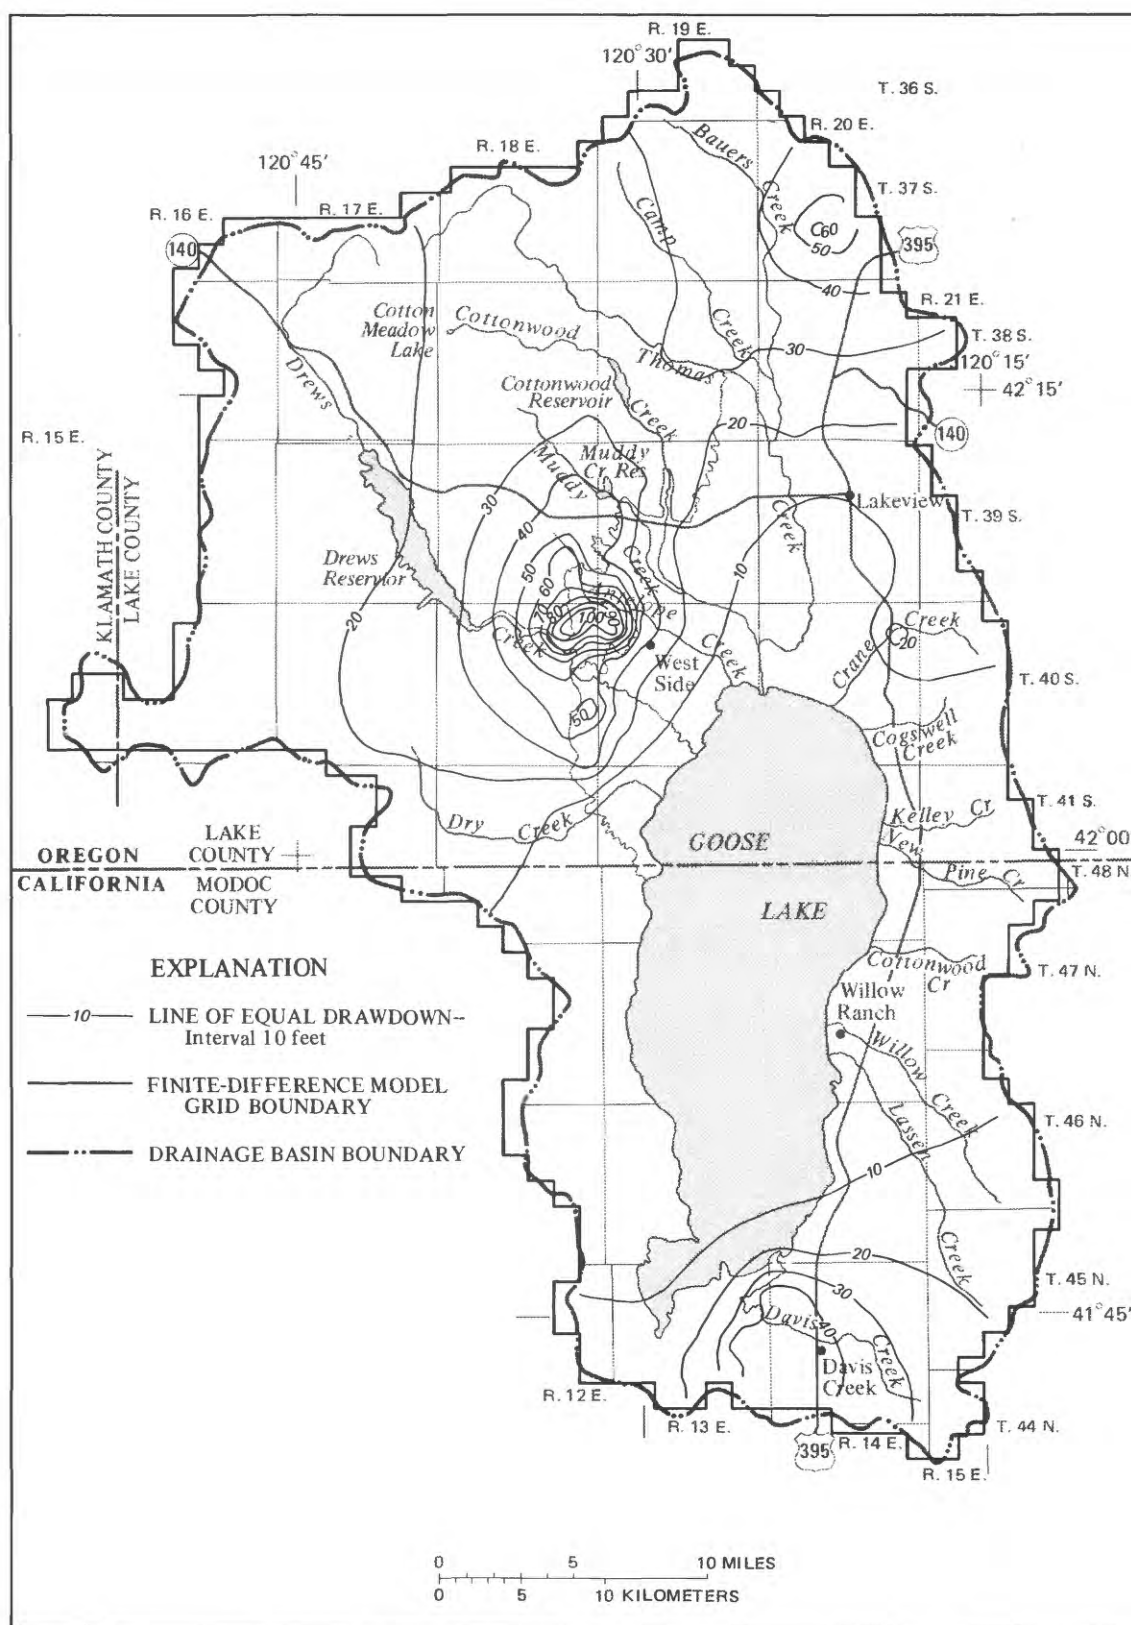 R. 19 E.
120°30'
T. 36 S.
R. 20 E.
R. 18 E.
120°45'
Bauers
Creek
T. 37 S.
R. 17 E.
R. 16 E.
Camp
Creek
140
C60
50
395
40
R. 21 E.
Cotton
Meadow
Lake
Cottonwood
Creek
Thomas
Creek
30
T. 38 S.
120°15'
42°15'
Drews
Creek
Cottonwood
Reservoir
20
140
R. 15 E.
Muddy
Cr Res
Muddy
Creek
Lakeview
KLAMATH COUNTY
LAKE COUNTY
30
40
T. 39 S.
Drews
Reservoir
50
60
70
80
100
90
10
20
Antelope
Creek
West
Side
Crane
Creek
20
T. 40 S.
50
Cogswell
Creek
Dry
Creek
Kelley Cr
T. 41 S.
LAKE
COUNTY
GOOSE
LAKE
New
Pine Cr
42°00'
OREGON
CALIFORNIA
MODOC
COUNTY
T. 48 N.
EXPLANATION
Cottonwood
Cr
T. 47 N.
10 LINE OF EQUAL DRAWDOWN--
Interval 10 feet
Willow
Ranch
Willow
Creek
FINITE-DIFFERENCE MODEL
GRID BOUNDARY
Lassen
Creek
T. 46 N.
DRAINAGE BASIN BOUNDARY
10
20
T. 45 N.
30
41°45'
Davis
Creek
40
Davis
Creek
R. 12 E.
R. 13 E.
395
R. 14 E.
T. 44 N.
R. 15 E.
0 5 10 MILES
0 5 10 KILOMETERS